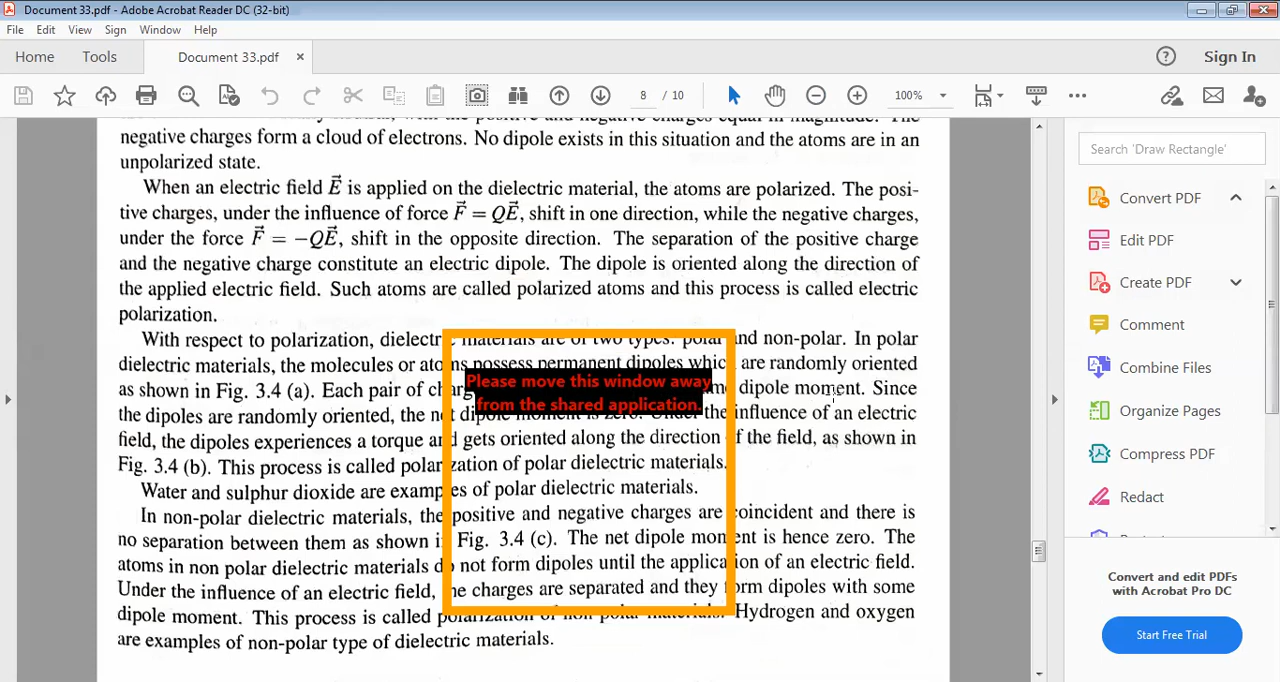 Document 33.pdf - Adobe Acrobat Reader DC (32-bit)
File Edit View Sign Window Help
Home Tools Document 33.pdf × Sign In
8 / 10 100%
negative charges form a cloud of electrons. No dipole exists in this situation and the atoms are in an
unpolarized state.
When an electric field E⃗ is applied on the dielectric material, the atoms are polarized. The posi-
tive charges, under the influence of force F⃗ = QE⃗, shift in one direction, while the negative charges,
under the force F⃗ = −QE⃗, shift in the opposite direction. The separation of the positive charge
and the negative charge constitute an electric dipole. The dipole is oriented along the direction of
the applied electric field. Such atoms are called polarized atoms and this process is called electric
polarization.
With respect to polarization, dielectric materials are of two types: polar and non-polar. In polar
dielectric materials, the molecules or atoms possess permanent dipoles which are randomly oriented
as shown in Fig. 3.4 (a). Each pair of dipole moment. Since
Please move this window away
from the shared application.
the dipoles are randomly oriented, the net dipole moment is zero. Under the influence of an electric
field, the dipoles experiences a torque and gets oriented along the direction of the field, as shown in
Fig. 3.4 (b). This process is called polarization of polar dielectric materials.
Water and sulphur dioxide are examples of polar dielectric materials.
In non-polar dielectric materials, the positive and negative charges are coincident and there is
no separation between them as shown in Fig. 3.4 (c). The net dipole moment is hence zero. The
atoms in non polar dielectric materials do not form dipoles until the application of an electric field.
Under the influence of an electric field, the charges are separated and they form dipoles with some
dipole moment. This process is called polarization of non-polar materials. Hydrogen and oxygen
are examples of non-polar type of dielectric materials.
Search 'Draw Rectangle'
Convert PDF
Edit PDF
Create PDF
Comment
Combine Files
Organize Pages
Compress PDF
Redact
Convert and edit PDFs
with Acrobat Pro DC
Start Free Trial